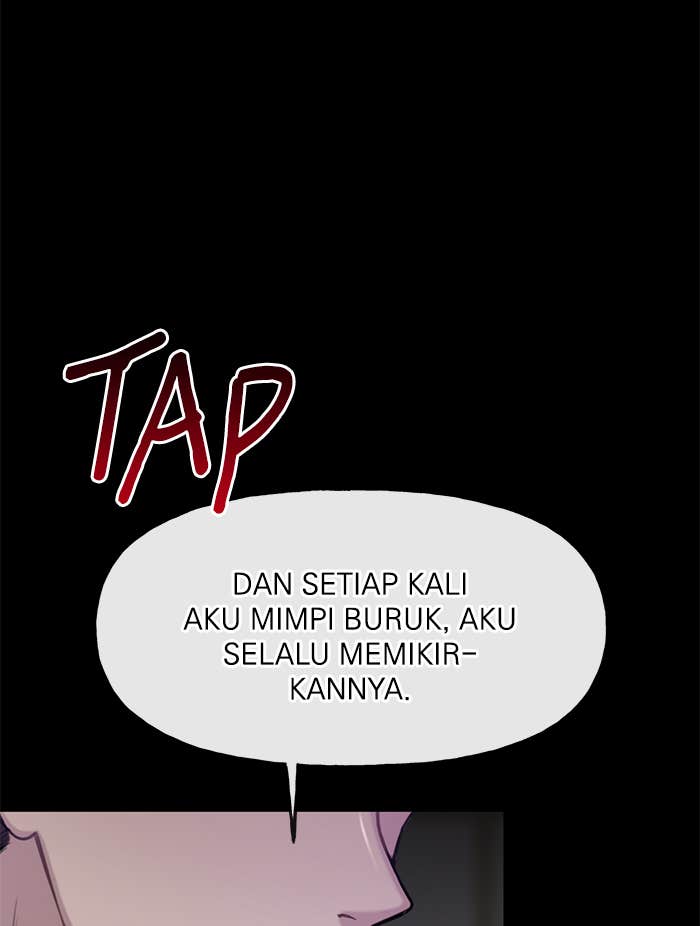 TAP
DAN SETIAP KALI
AKU MIMPI BURUK, AKU
SELALU MEMIKIR-
KANNYA.